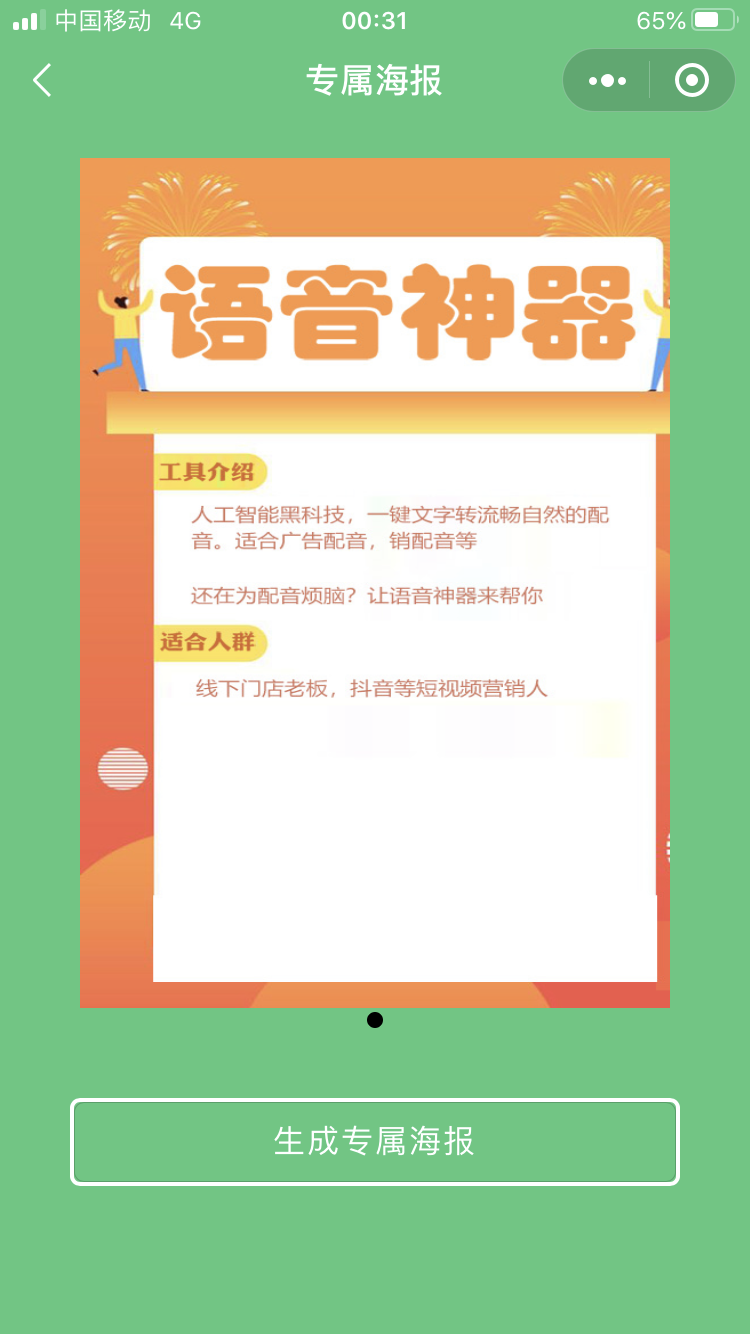 中国移动 4G 00:31 65%
专属海报
语音神器
工具介绍
人工智能黑科技，一键文字转流畅自然的配
音。适合广告配音，销配音等
还在为配音烦脑？让语音神器来帮你
适合人群
线下门店老板，抖音等短视频营销人
生成专属海报